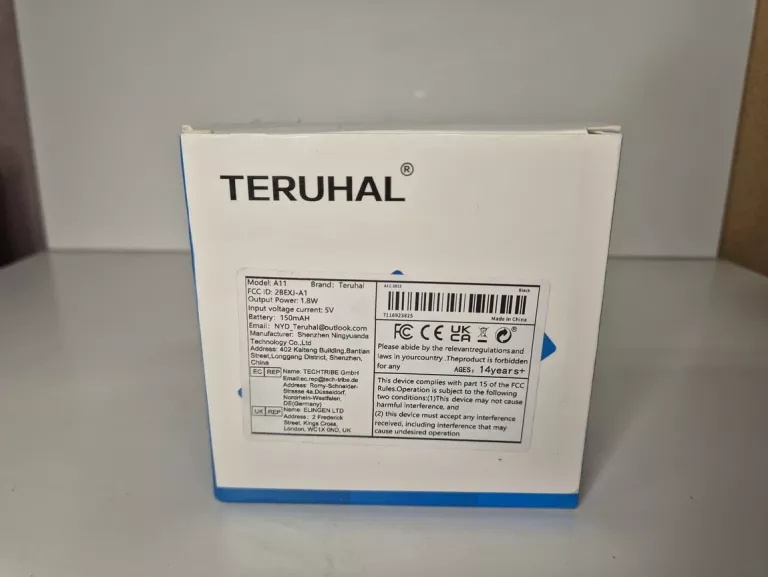 TERUHAL®
Model: A11 Brand: Teruhal
FCC ID: 2BEXJ-A1
Output Power: 1.8W
Input voltage current: 5V
Battery: 150mAH
Email: NYD_Teruhal@outlook.com
Manufacturer: Shenzhen Ningyuanda
Technology Co.,Ltd
Address: 402 Kaiteng Building,Bantian
Street,Longgang District, Shenzhen,
China
EC REP Name: TECHTRIBE GmbH
Email:ec.rep@tech-tribe.com
Address: Romy-Schneider-
Strasse 4a,Düsseldorf,
Nordrhein-Westfalen,
DE(Germany)
UK REP Name: ELINGEN LTD
Address: 2 Frederick
Street, Kings Cross,
London, WC1X 0ND, UK
Black
Made In China
FC CE UK
CA
Please abide by the relevantregulations and
laws in yourcountry .Theproduct is forbidden
for any AGES: 14years+
This device complies with part 15 of the FCC
Rules.Operation is subject to the following
two conditions:(1)This device may not cause
harmful interference, and
(2) this device must accept any interference
received, including interference that may
cause undesired operation